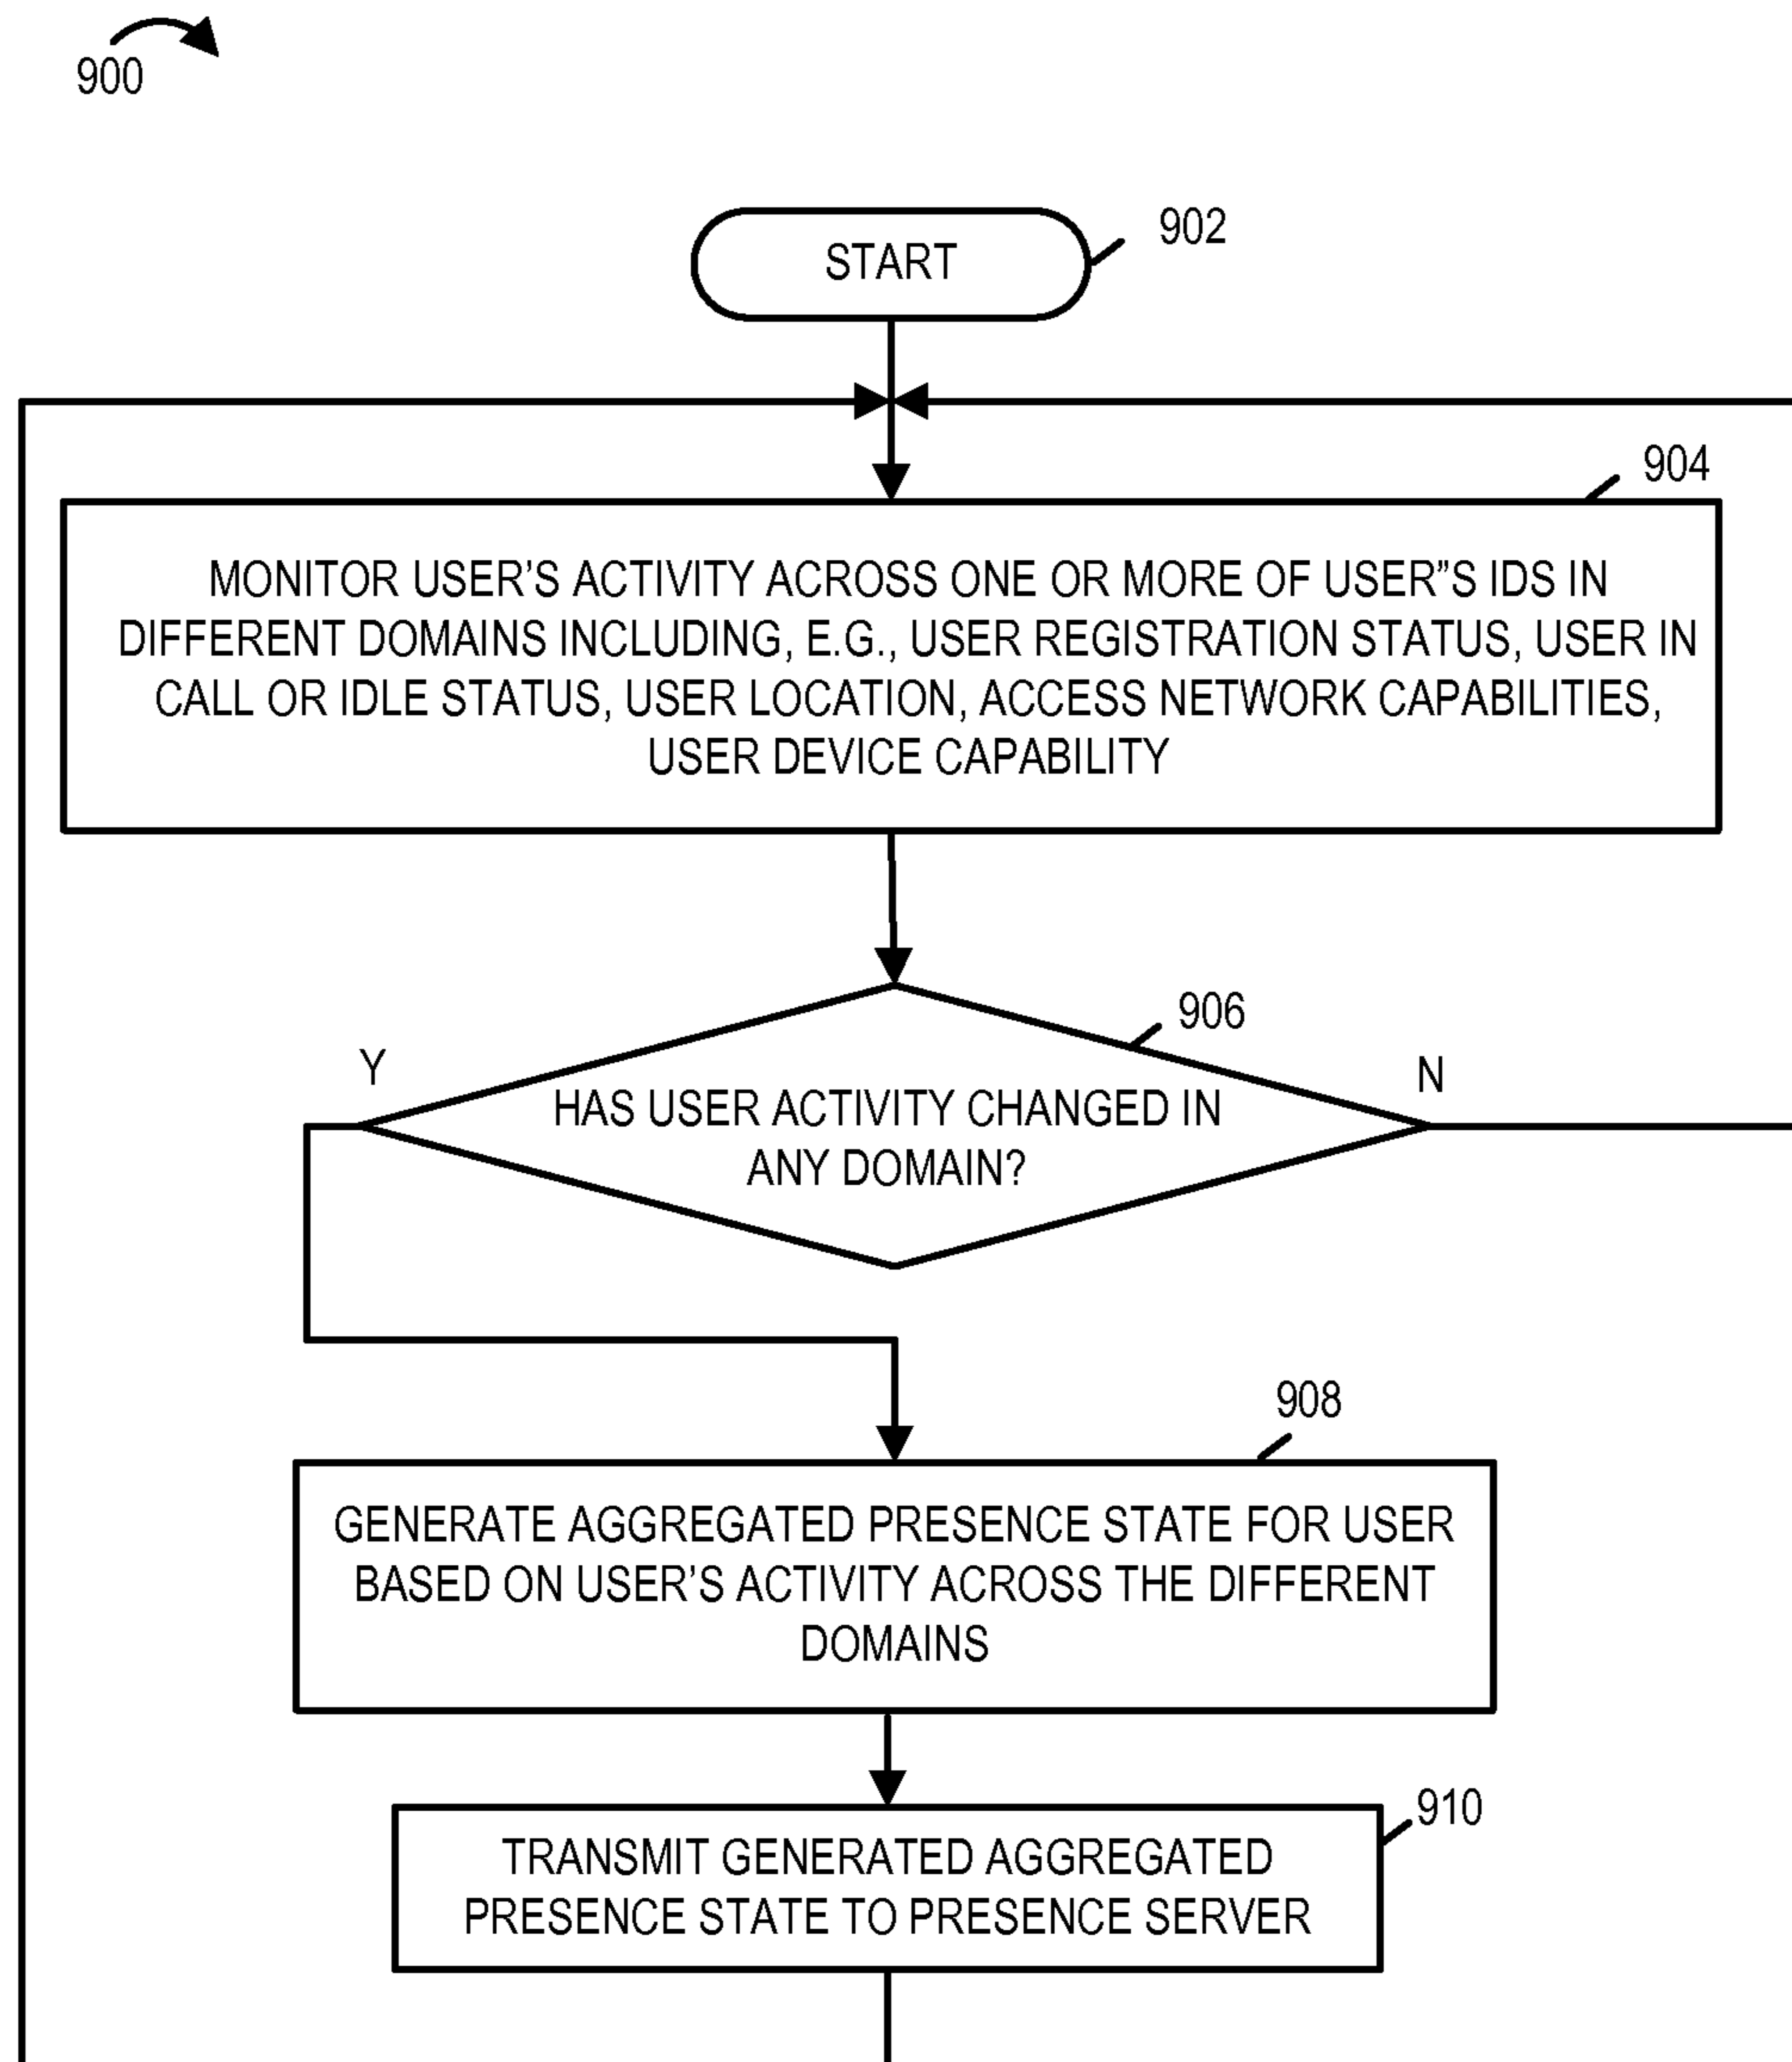 900
START
902
904
MONITOR USER’S ACTIVITY ACROSS ONE OR MORE OF USER”S IDS IN
DIFFERENT DOMAINS INCLUDING, E.G., USER REGISTRATION STATUS, USER IN
CALL OR IDLE STATUS, USER LOCATION, ACCESS NETWORK CAPABILITIES,
USER DEVICE CAPABILITY
906
Y
N
HAS USER ACTIVITY CHANGED IN
ANY DOMAIN?
908
GENERATE AGGREGATED PRESENCE STATE FOR USER
BASED ON USER’S ACTIVITY ACROSS THE DIFFERENT
DOMAINS
910
TRANSMIT GENERATED AGGREGATED
PRESENCE STATE TO PRESENCE SERVER